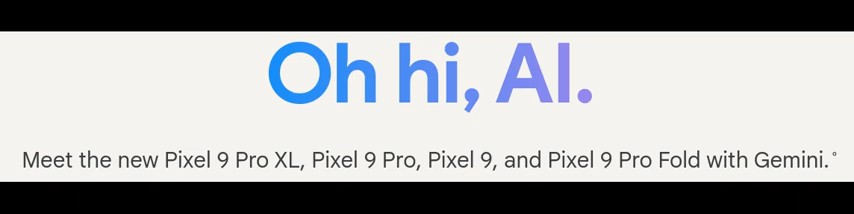 Oh hi, AI.
Meet the new Pixel 9 Pro XL, Pixel 9 Pro, Pixel 9, and Pixel 9 Pro Fold with Gemini.°